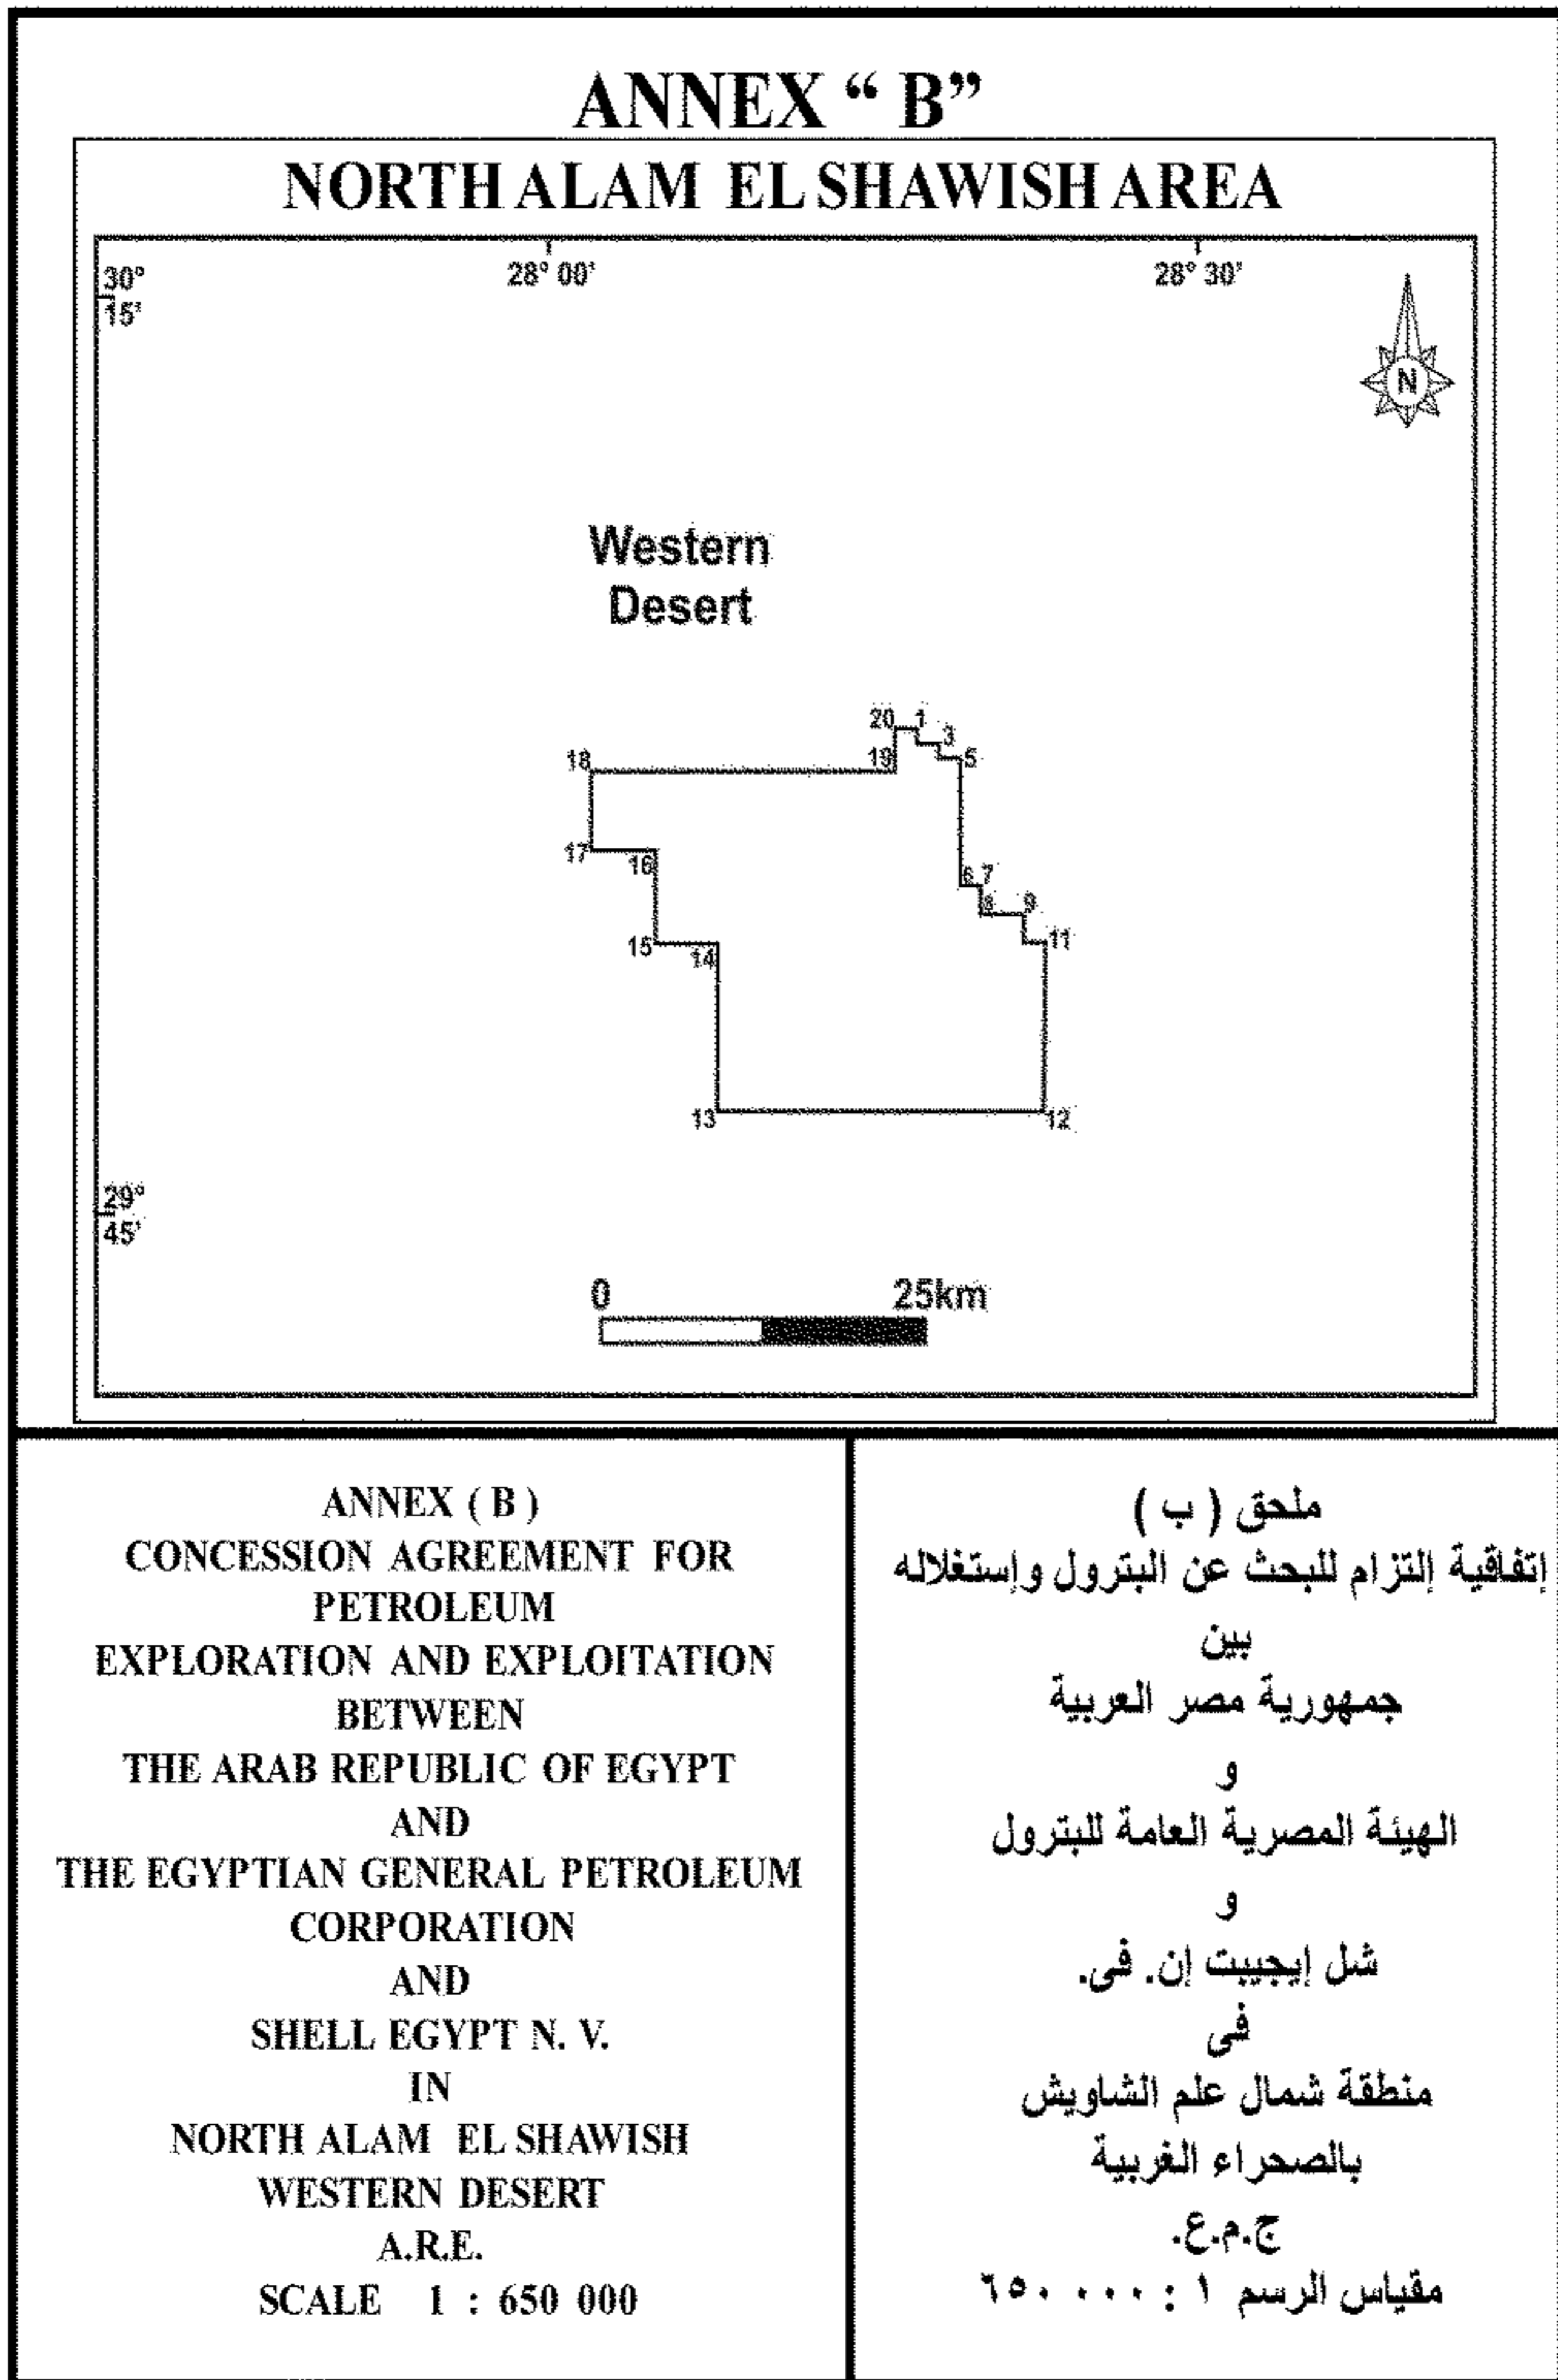 ANNEX “ B”
NORTH ALAM EL SHAWISH AREA
28° 00'
28° 30'
30°
15'
N
Western
Desert
20
1
3
18
19
5
17
16
6
7
8
9
15
14
11
13
12
29°
45'
0
25km
ANNEX ( B )
CONCESSION AGREEMENT FOR
PETROLEUM
EXPLORATION AND EXPLOITATION
BETWEEN
THE ARAB REPUBLIC OF EGYPT
AND
THE EGYPTIAN GENERAL PETROLEUM
CORPORATION
AND
SHELL EGYPT N. V.
IN
NORTH ALAM EL SHAWISH
WESTERN DESERT
A.R.E.
SCALE 1 : 650 000
ملحق ( ب )
إتفاقية إلتزام للبحث عن البترول وإستغلاله
بين
جمهورية مصر العربية
و
الهيئة المصرية العامة للبترول
و
شل إيجيبت إن. فى.
فى
منطقة شمال علم الشاويش
بالصحراء الغربية
ج.م.ع.
مقياس الرسم ١ : ٦٥٠ ٠٠٠